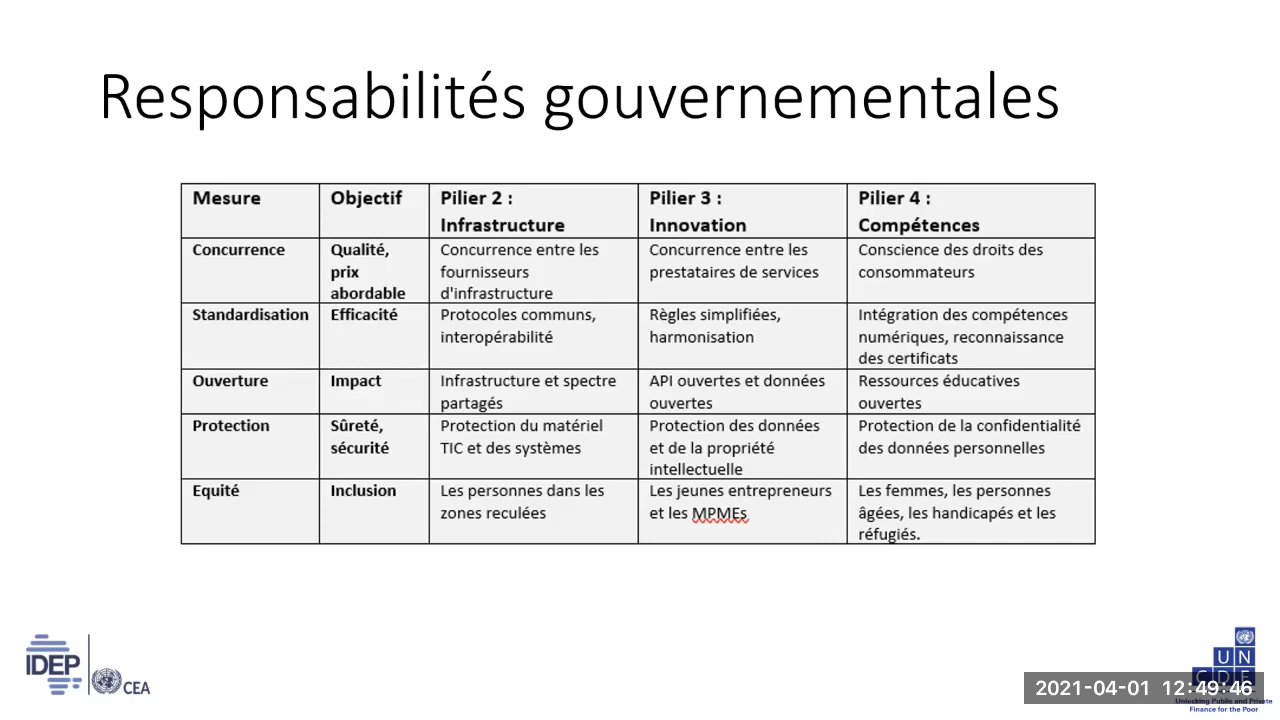 Responsabilités gouvernementales
Mesure Objectif Pilier 2 : Pilier 3 : Pilier 4 :
Infrastructure Innovation Compétences
Concurrence Qualité, Concurrence entre les Concurrence entre les Conscience des droits des
prix fournisseurs prestataires de services consommateurs
abordable d'infrastructure
Standardisation Efficacité Protocoles communs, Règles simplifiées, Intégration des compétences
interopérabilité harmonisation numériques, reconnaissance
des certificats
Ouverture Impact Infrastructure et spectre API ouvertes et données Ressources éducatives
partagés ouvertes ouvertes
Protection Sûreté, Protection du matériel Protection des données Protection de la confidentialité
sécurité TIC et des systèmes et de la propriété des données personnelles
intellectuelle
Equité Inclusion Les personnes dans les Les jeunes entrepreneurs Les femmes, les personnes
zones reculées et les MPMEs âgées, les handicapés et les
réfugiés.
IDEP CEA
UN
CDF
2021-04-01 12:49:46
Unlocking Public and Private
Finance for the Poor